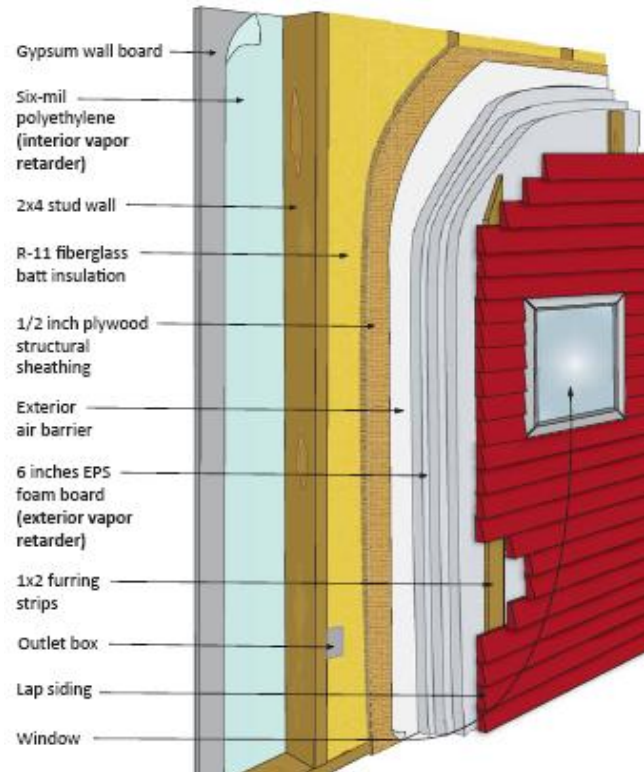 Gypsum wall board
Six-mil
polyethylene
(interior vapor
retarder)
2x4 stud wall
R-11 fiberglass
batt insulation
1/2 inch plywood
structural
sheathing
Exterior
air barrier
6 inches EPS
foam board
(exterior vapor
retarder)
1x2 furring
strips
Outlet box
Lap siding
Window